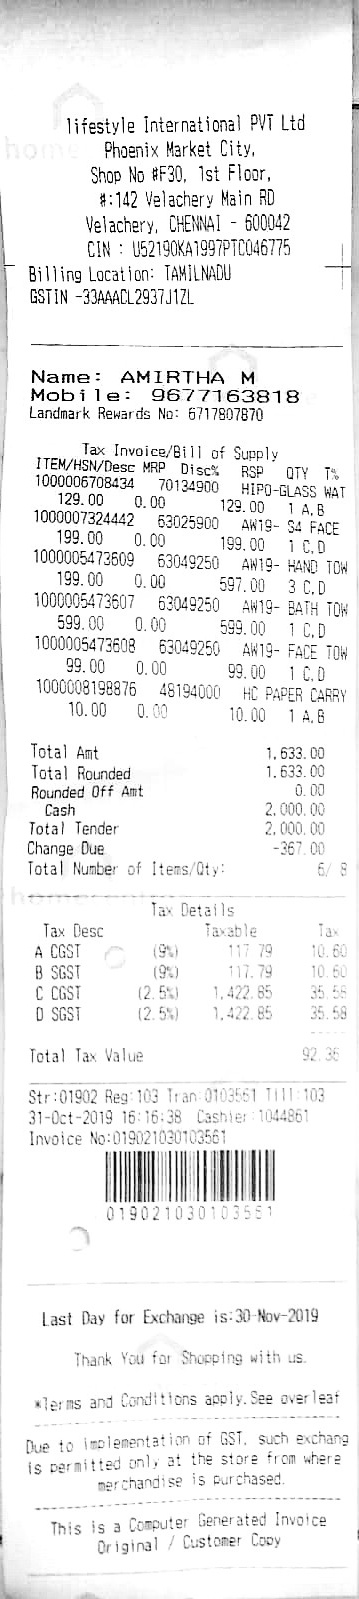 lifestyle International PVT Ltd
Phoenix Market City,
Shop No #F30, 1st Floor,
#:142 Velachery Main RD
Velachery, CHENNAI - 600042
CIN : U52190KA1997PTC046775
Billing Location: TAMILNADU
GSTIN -33AAACL2937J1ZL
Name: AMIRTHA M
Mobile: 9677163818
Landmark Rewards No: 6717807870
Tax Invoice/Bill of Supply
ITEM/HSN/Desc MRP Disc% RSP QTY T%
1000006708434 70134900 HIPO-GLASS WAT
129.00 0.00 129.00 1 A,B
1000007324442 63025900 AW19- S4 FACE
199.00 0.00 199.00 1 C,D
1000005473609 63049250 AW19- HAND TOW
199.00 0.00 597.00 3 C,D
1000005473607 63049250 AW19- BATH TOW
599.00 0.00 599.00 1 C,D
1000005473608 63049250 AW19- FACE TOW
99.00 0.00 99.00 1 C,D
1000008198876 48194000 HC PAPER CARRY
10.00 0.00 10.00 1 A,B
Total Amt 1,633.00
Total Rounded 1,633.00
Rounded Off Amt 0.00
Cash 2,000.00
Total Tender 2,000.00
Change Due -367.00
Total Number of Items/Qty: 6/ 8
Tax Details
Tax Desc Taxable Tax
A CGST (9%) 117.79 10.60
B SGST (9%) 117.79 10.60
C CGST (2.5%) 1,422.85 35.58
D SGST (2.5%) 1,422.85 35.58
Total Tax Value 92.36
Str:01902 Reg:103 Tran:0103561 Till:103
31-Oct-2019 16:16:38 Cashier:1044861
Invoice No:019021030103561
019021030103561
Last Day for Exchange is:30-Nov-2019
Thank You for Shopping with us.
*Terms and Conditions apply.See overleaf
Due to implementation of GST, such exchang
is permitted only at the store from where
merchandise is purchased.
This is a Computer Generated Invoice
Original / Customer Copy